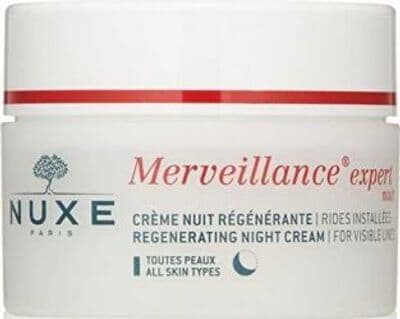 NUXE
PARIS
Merveillance® expert
nuit
CRÈME NUIT RÉGÉNÉRANTE | RIDES INSTALLÉES
REGENERATING NIGHT CREAM | FOR VISIBLE LINES
TOUTES PEAUX
ALL SKIN TYPES